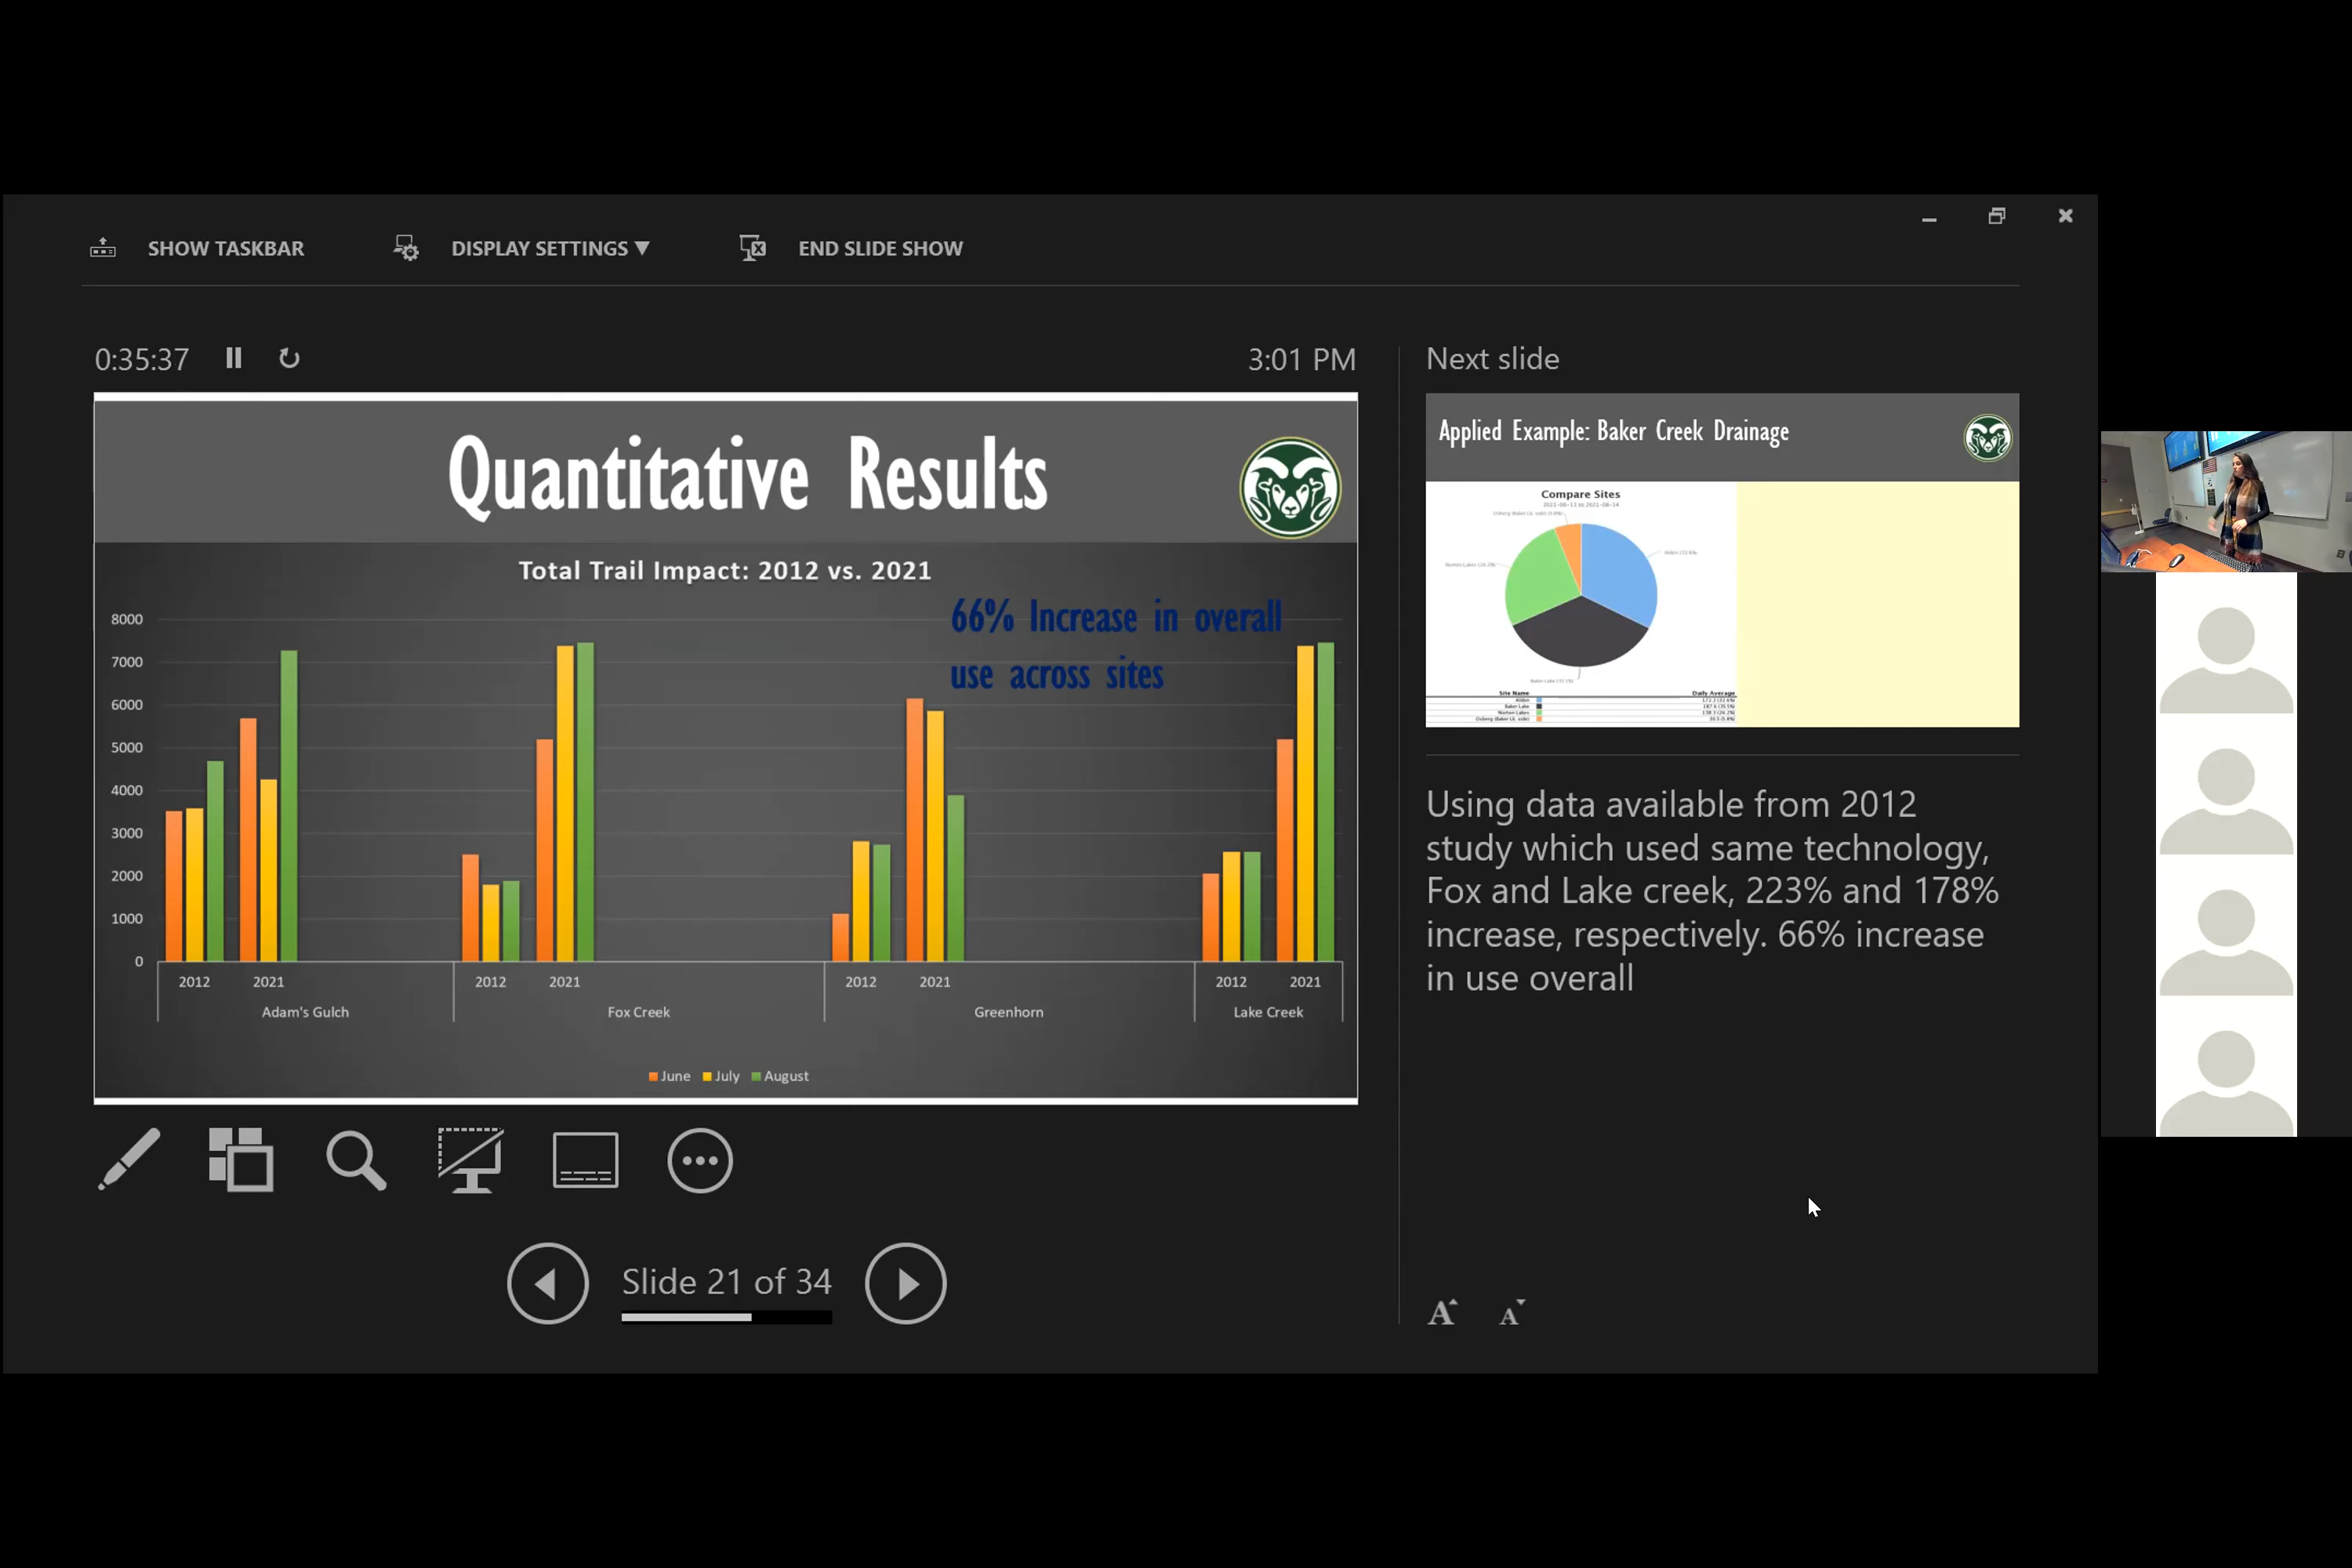 SHOW TASKBAR
DISPLAY SETTINGS ▼
END SLIDE SHOW
0:35:37
3:01 PM
Quantitative Results
Total Trail Impact: 2012 vs. 2021
66% Increase in overall
use across sites
8000
7000
6000
5000
4000
3000
2000
1000
0
2012 2021 2012 2021 2012 2021 2012 2021
Adam's Gulch Fox Creek Greenhorn Lake Creek
June July August
Slide 21 of 34
Next slide
Applied Example: Baker Creek Drainage
Compare Sites
Site Name Daily Average
Baker Lake
Norton Lakes
Using data available from 2012
study which used same technology,
Fox and Lake creek, 223% and 178%
increase, respectively. 66% increase
in use overall
A A